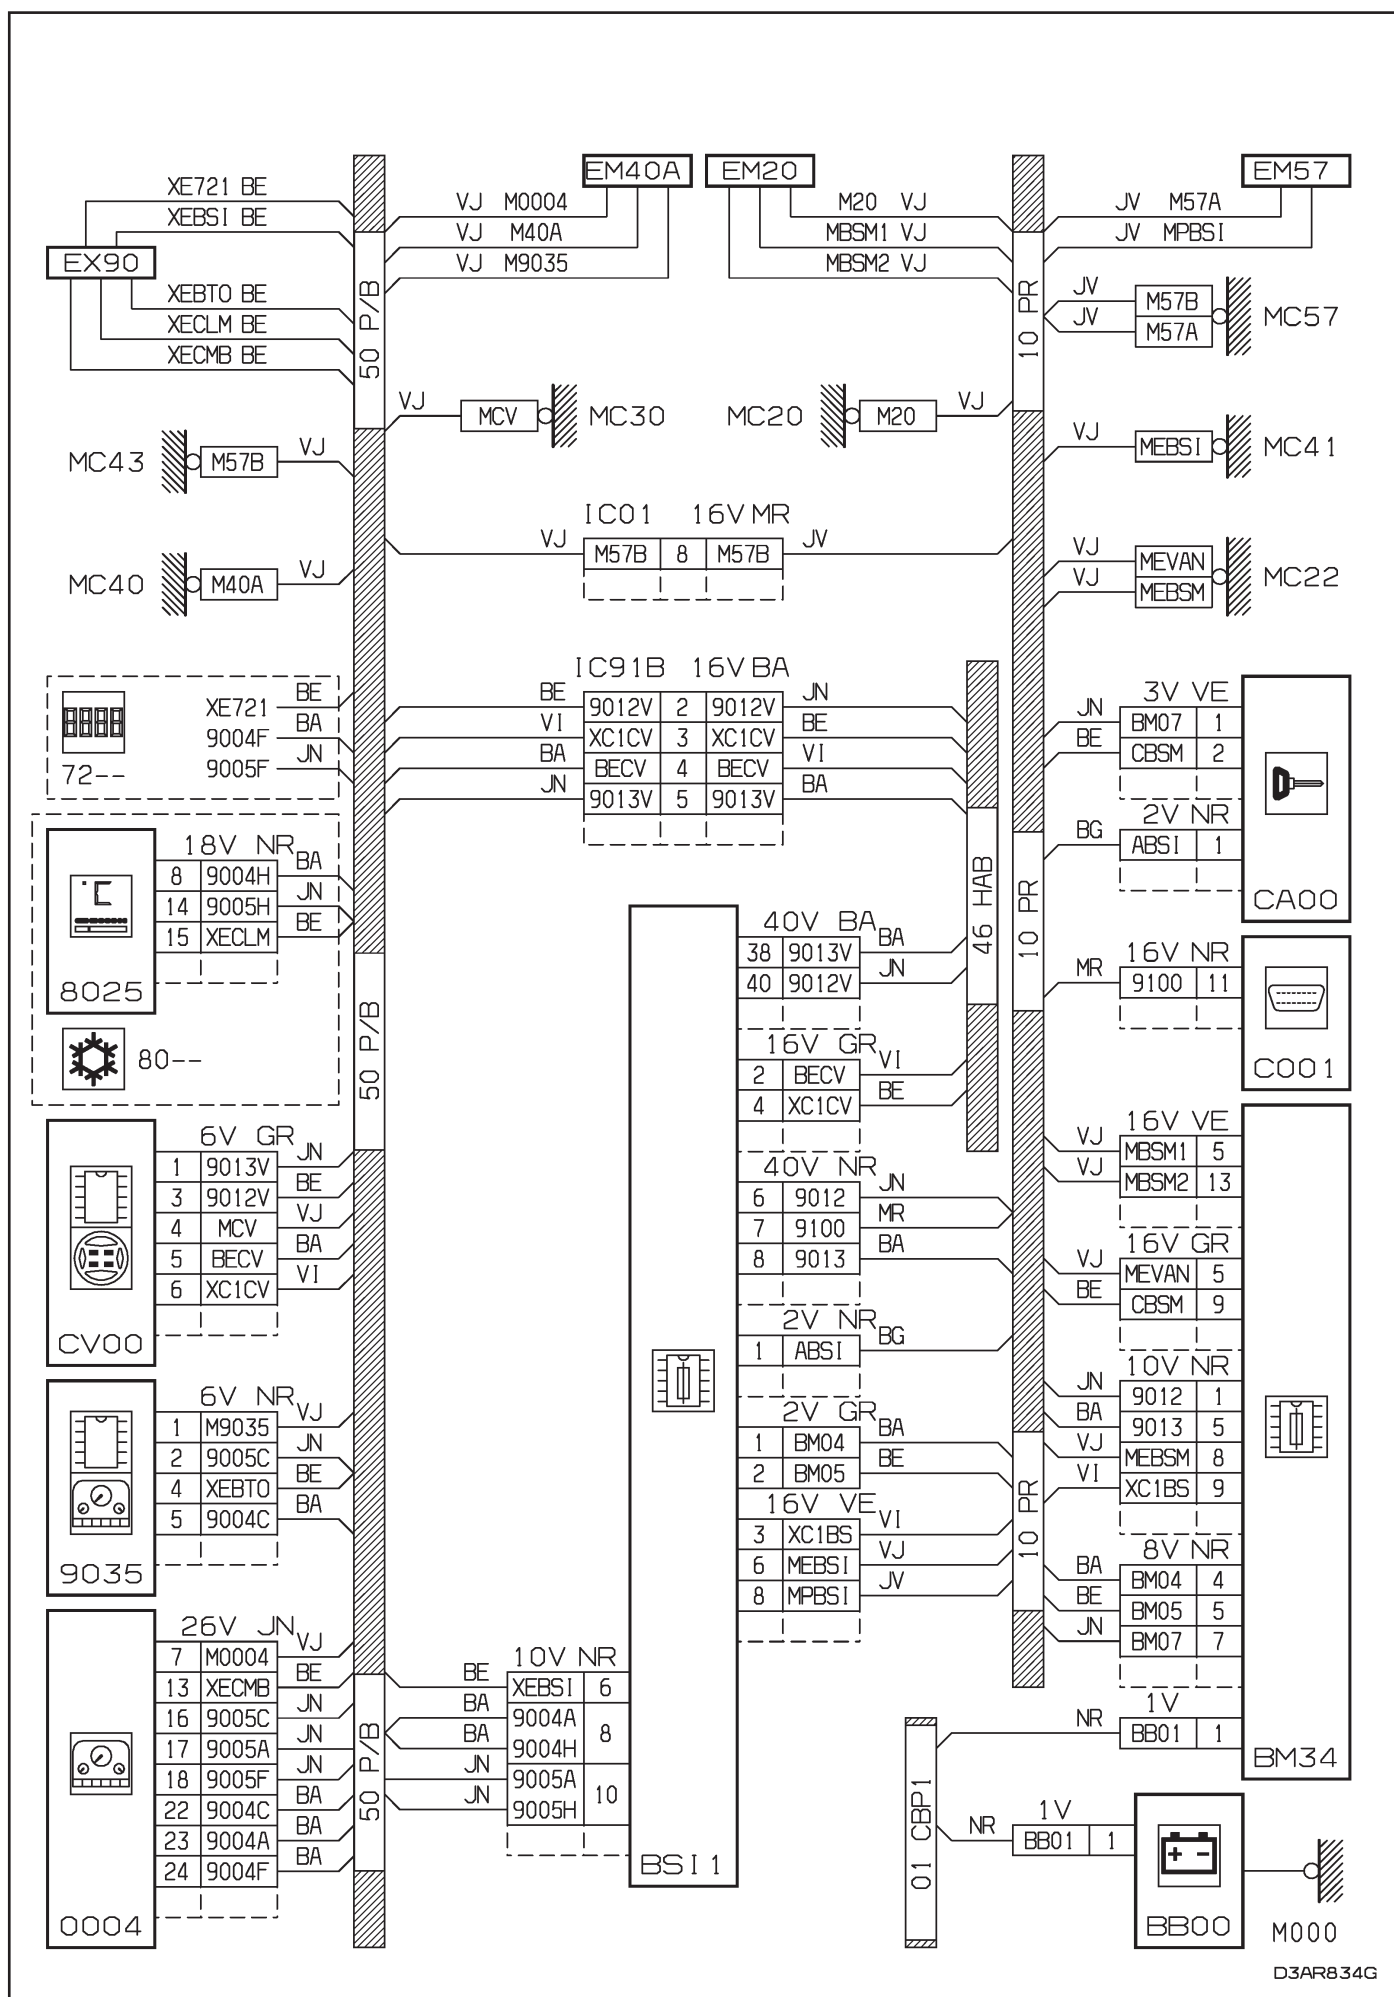 EM40A EM20 EM57
XE721 BE
XEBSI BE
EX90
XEBTO BE
XECLM BE
XECMB BE
50 P/B
VJ M0004
VJ M40A
VJ M9035
M20 VJ
MBSM1 VJ
MBSM2 VJ
10 PR
JV M57A
JV MPBSI
JV M57B
JV M57A
MC57
VJ MCV MC30
MC20 M20 VJ
MC43 M57B VJ
VJ MEBSI MC41
IC01 16V MR
VJ M57B 8 M57B JV
MC40 M40A VJ
VJ MEVAN
VJ MEBSM
MC22
IC91B 16V BA
BE 9012V 2 9012V JN
VI XC1CV 3 XC1CV BE
BA BECV 4 BECV VI
JN 9013V 5 9013V BA
XE721 BE
9004F BA
9005F JN
72--
3V VE
JN BM07 1
BE CBSM 2
2V NR
BG ABSI 1
CA00
18V NR
8 9004H BA
14 9005H JN
15 XECLM BE
°C
8025
80--
50 P/B
46 HAB
10 PR
16V NR
MR 9100 11
C001
40V BA
38 9013V BA
40 9012V JN
16V GR
2 BECV VI
4 XC1CV BE
40V NR
6 9012 JN
7 9100 MR
8 9013 BA
2V NR
1 ABSI BG
2V GR
1 BM04 BA
2 BM05 BE
16V VE
3 XC1BS VI
6 MEBSI VJ
8 MPBSI JV
6V GR
1 9013V JN
3 9012V BE
4 MCV VJ
5 BECV BA
6 XC1CV VI
CV00
6V NR
1 M9035 VJ
2 9005C JN
4 XEBTO BE
5 9004C BA
9035
26V JN
7 M0004 VJ
13 XECMB BE
16 9005C JN
17 9005A JN
18 9005F JN
22 9004C BA
23 9004A BA
24 9004F BA
0004
50 P/B
10V NR
BE XEBSI 6
BA 9004A
BA 9004H
8
JN 9005A
JN 9005H
10
BSI1
16V VE
VJ MBSM1 5
VJ MBSM2 13
16V GR
VJ MEVAN 5
BE CBSM 9
10V NR
JN 9012 1
BA 9013 5
VJ MEBSM 8
VI XC1BS 9
10 PR
8V NR
BA BM04 4
BE BM05 5
JN BM07 7
1V
NR BB01 1
BM34
01 CBP1
1V
NR BB01 1
+ -
BB00
M000
D3AR834G